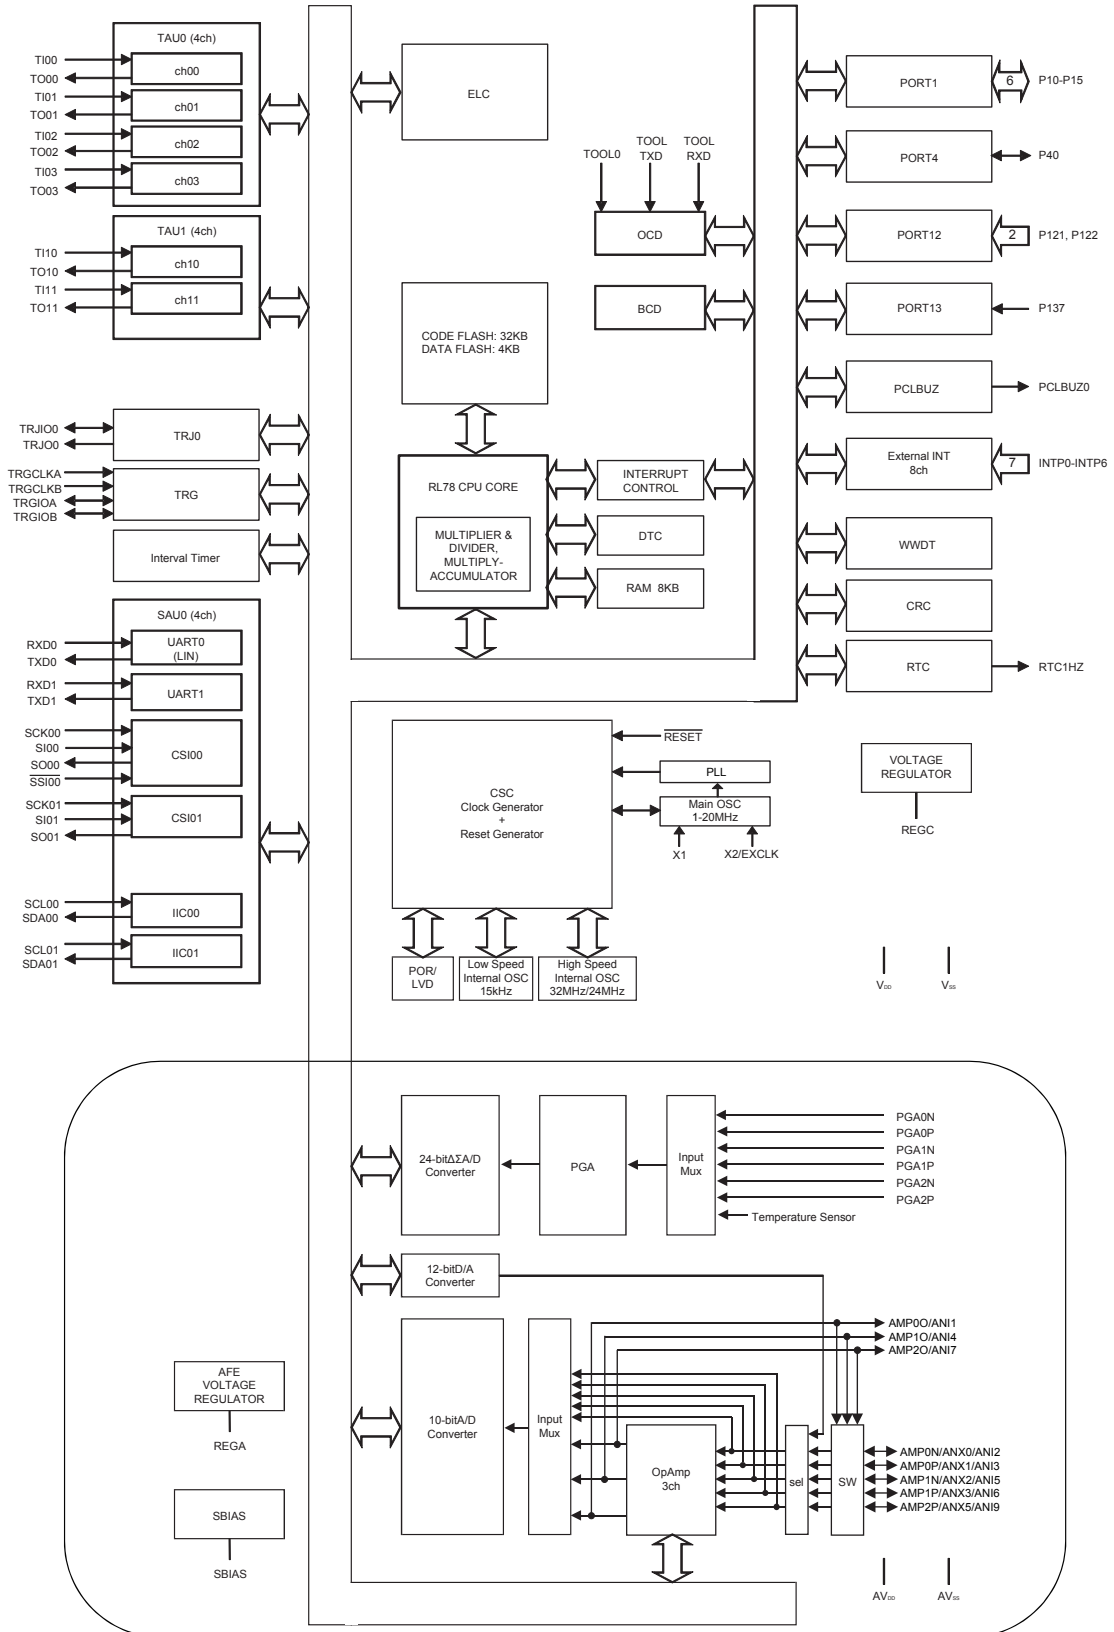 TAU0 (4ch)
TI00
TO00
ch00
TI01
TO01
ch01
TI02
TO02
ch02
TI03
TO03
ch03
TAU1 (4ch)
TI10
TO10
ch10
TI11
TO11
ch11
TRJIO0
TRJO0
TRJ0
TRGCLKA
TRGCLKB
TRGIOA
TRGIOB
TRG
Interval Timer
SAU0 (4ch)
RXD0
TXD0
UART0
(LIN)
RXD1
TXD1
UART1
SCK00
SI00
SO00
SSI00
CSI00
SCK01
SI01
SO01
CSI01
SCL00
SDA00
IIC00
SCL01
SDA01
IIC01
ELC
TOOL0
TOOL
TXD
TOOL
RXD
OCD
BCD
CODE FLASH: 32KB
DATA FLASH: 4KB
RL78 CPU CORE
MULTIPLIER &
DIVIDER,
MULTIPLY-
ACCUMULATOR
INTERRUPT
CONTROL
DTC
RAM 8KB
PORT1
6
P10-P15
PORT4
P40
PORT12
2
P121, P122
PORT13
P137
PCLBUZ
PCLBUZ0
External INT
8ch
7
INTP0-INTP6
WWDT
CRC
RTC
RTC1HZ
CSC
Clock Generator
+
Reset Generator
RESET
PLL
Main OSC
1-20MHz
X1
X2/EXCLK
POR/
LVD
Low Speed
Internal OSC
15kHz
High Speed
Internal OSC
32MHz/24MHz
VOLTAGE
REGULATOR
REGC
VDD
VSS
24-bitΔΣA/D
Converter
PGA
Input
Mux
PGA0N
PGA0P
PGA1N
PGA1P
PGA2N
PGA2P
Temperature Sensor
12-bitD/A
Converter
10-bitA/D
Converter
Input
Mux
OpAmp
3ch
sel
SW
AMP0O/ANI1
AMP1O/ANI4
AMP2O/ANI7
AMP0N/ANX0/ANI2
AMP0P/ANX1/ANI3
AMP1N/ANX2/ANI5
AMP1P/ANX3/ANI6
AMP2P/ANX5/ANI9
AFE
VOLTAGE
REGULATOR
REGA
SBIAS
SBIAS
AVDD
AVSS